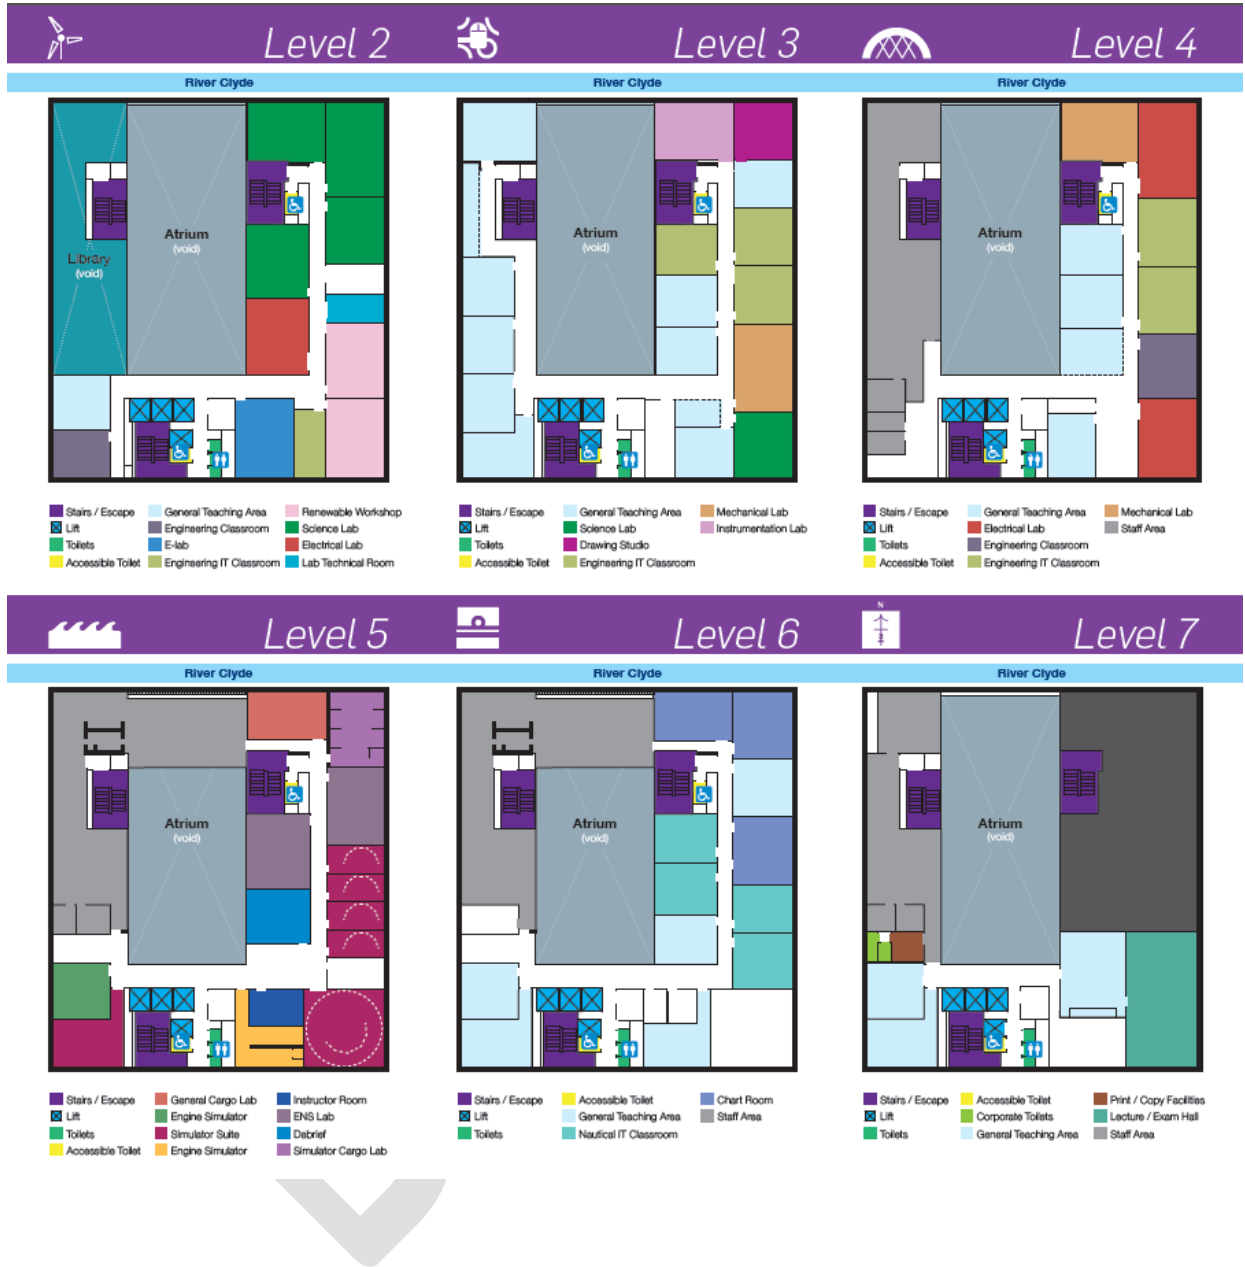 Level 2
Level 3
Level 4
River Clyde
River Clyde
River Clyde
Atrium
(void)
Library
(void)
Atrium
(void)
Atrium
(void)
Stairs / Escape
Lift
Toilets
Accessible Toilet
General Teaching Area
Engineering Classroom
E-lab
Engineering IT Classroom
Renewable Workshop
Science Lab
Electrical Lab
Lab Technical Room
Stairs / Escape
Lift
Toilets
Accessible Toilet
General Teaching Area
Science Lab
Drawing Studio
Engineering IT Classroom
Mechanical Lab
Instrumentation Lab
Stairs / Escape
Lift
Toilets
Accessible Toilet
General Teaching Area
Electrical Lab
Engineering Classroom
Engineering IT Classroom
Mechanical Lab
Staff Area
Level 5
Level 6
N
Level 7
River Clyde
River Clyde
River Clyde
Atrium
(void)
Atrium
(void)
Atrium
(void)
Stairs / Escape
Lift
Toilets
Accessible Toilet
General Cargo Lab
Engine Simulator
Simulator Suite
Engine Simulator
Instructor Room
ENS Lab
Debrief
Simulator Cargo Lab
Stairs / Escape
Lift
Toilets
Accessible Toilet
General Teaching Area
Nautical IT Classroom
Chart Room
Staff Area
Stairs / Escape
Lift
Toilets
Accessible Toilet
Corporate Toilets
General Teaching Area
Print / Copy Facilities
Lecture / Exam Hall
Staff Area